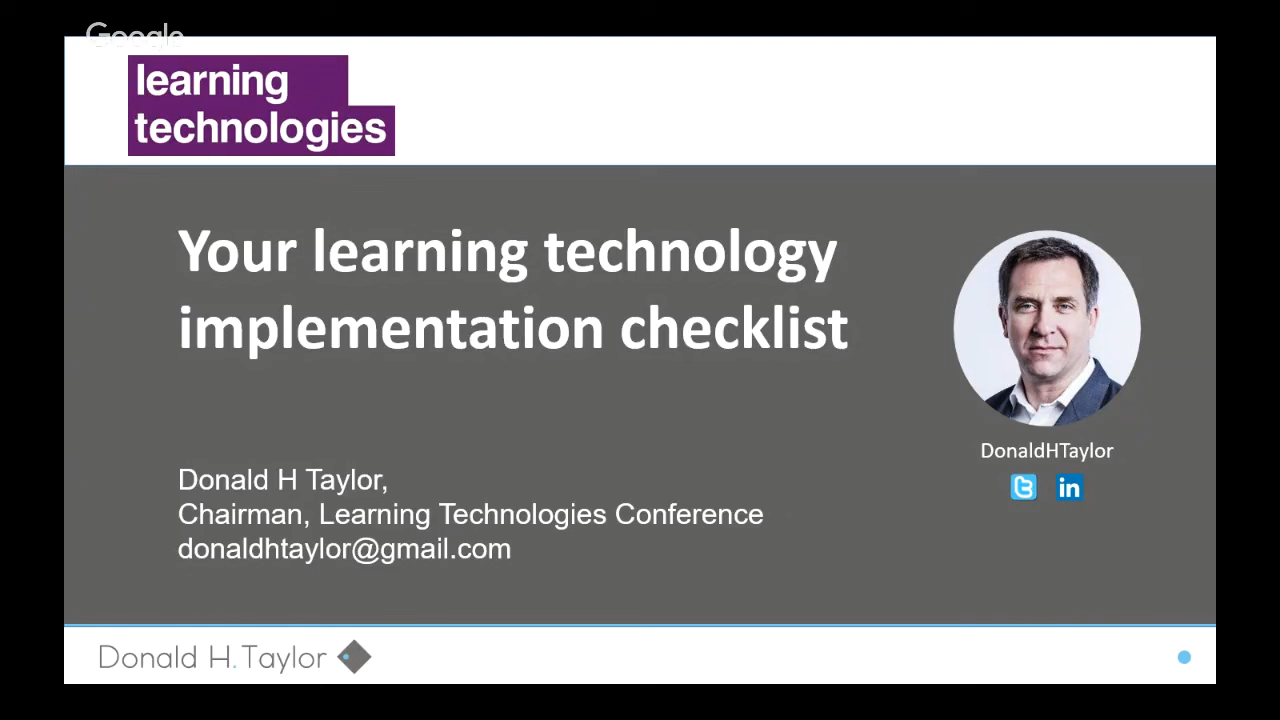 Google
learning
technologies
Your learning technology
implementation checklist
DonaldHTaylor
in
Donald H Taylor,
Chairman, Learning Technologies Conference
donaldhtaylor@gmail.com
Donald H.Taylor